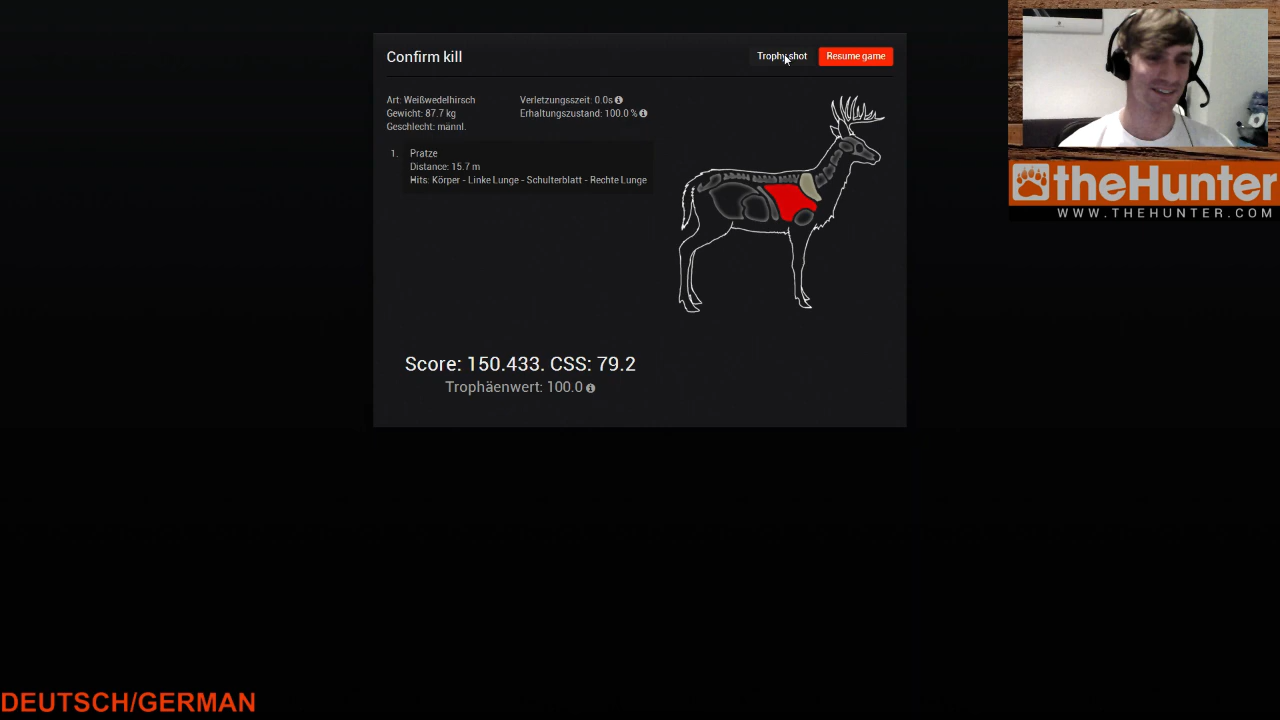 Confirm kill
Trophy shot
Resume game
Art: Weißwedelhirsch
Gewicht: 87.7 kg
Geschlecht: männl.
Verletzungsszeit: 0.0s
Erhaltungszustand: 100.0 %
1. Pratze
Distance: 15.7 m
Hits: Körper - Linke Lunge - Schulterblatt - Rechte Lunge
Score: 150.433. CSS: 79.2
Trophäenwert: 100.0
theHunter
WWW.THEHUNTER.COM
DEUTSCH/GERMAN